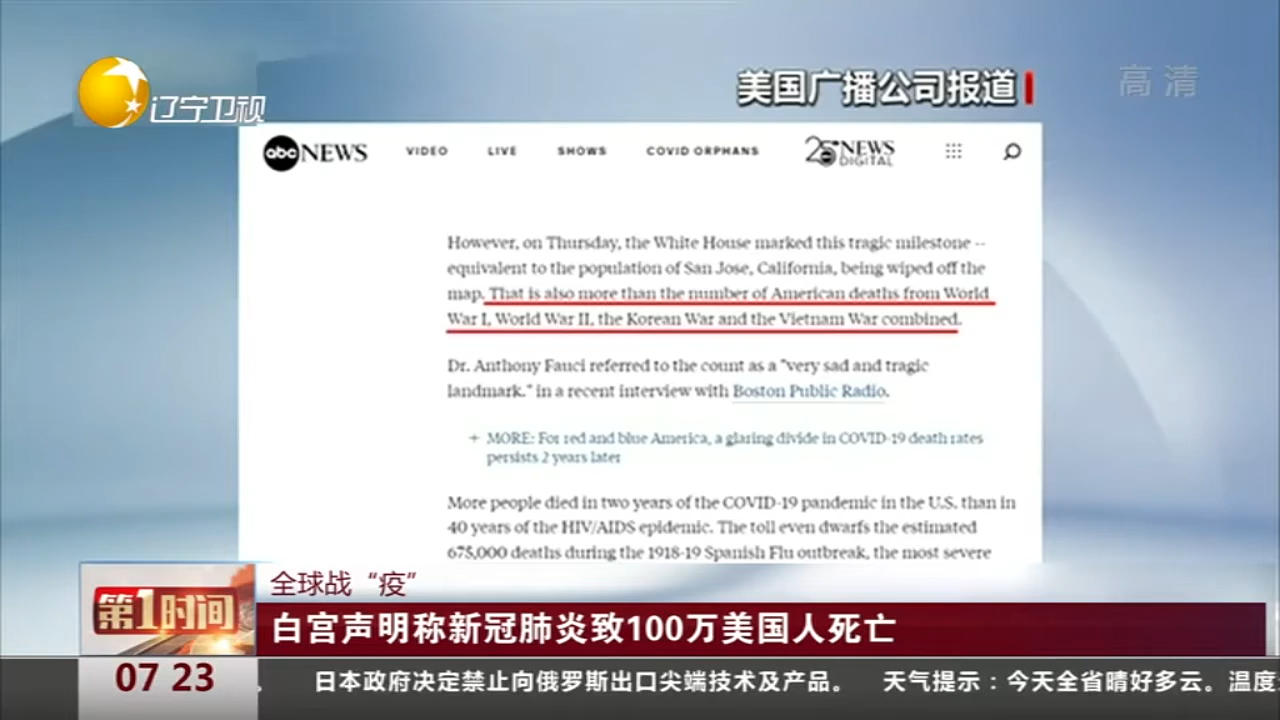 辽宁卫视
美国广播公司报道
高清
abc NEWS VIDEO LIVE SHOWS COVID ORPHANS 25 NEWS DIGITAL
However, on Thursday, the White House marked this tragic milestone --
equivalent to the population of San Jose, California, being wiped off the
map. That is also more than the number of American deaths from World
War I, World War II, the Korean War and the Vietnam War combined.
Dr. Anthony Fauci referred to the count as a "very sad and tragic
landmark." in a recent interview with Boston Public Radio.
+ MORE: For red and blue America, a glaring divide in COVID-19 death rates
persists 2 years later
More people died in two years of the COVID-19 pandemic in the U.S. than in
40 years of the HIV/AIDS epidemic. The toll even dwarfs the estimated
675,000 deaths during the 1918-19 Spanish Flu outbreak, the most severe
全球战“疫”
第1时间
白宫声明称新冠肺炎致100万美国人死亡
07 23
。 日本政府决定禁止向俄罗斯出口尖端技术及产品。 天气提示：今天全省晴好多云。温度